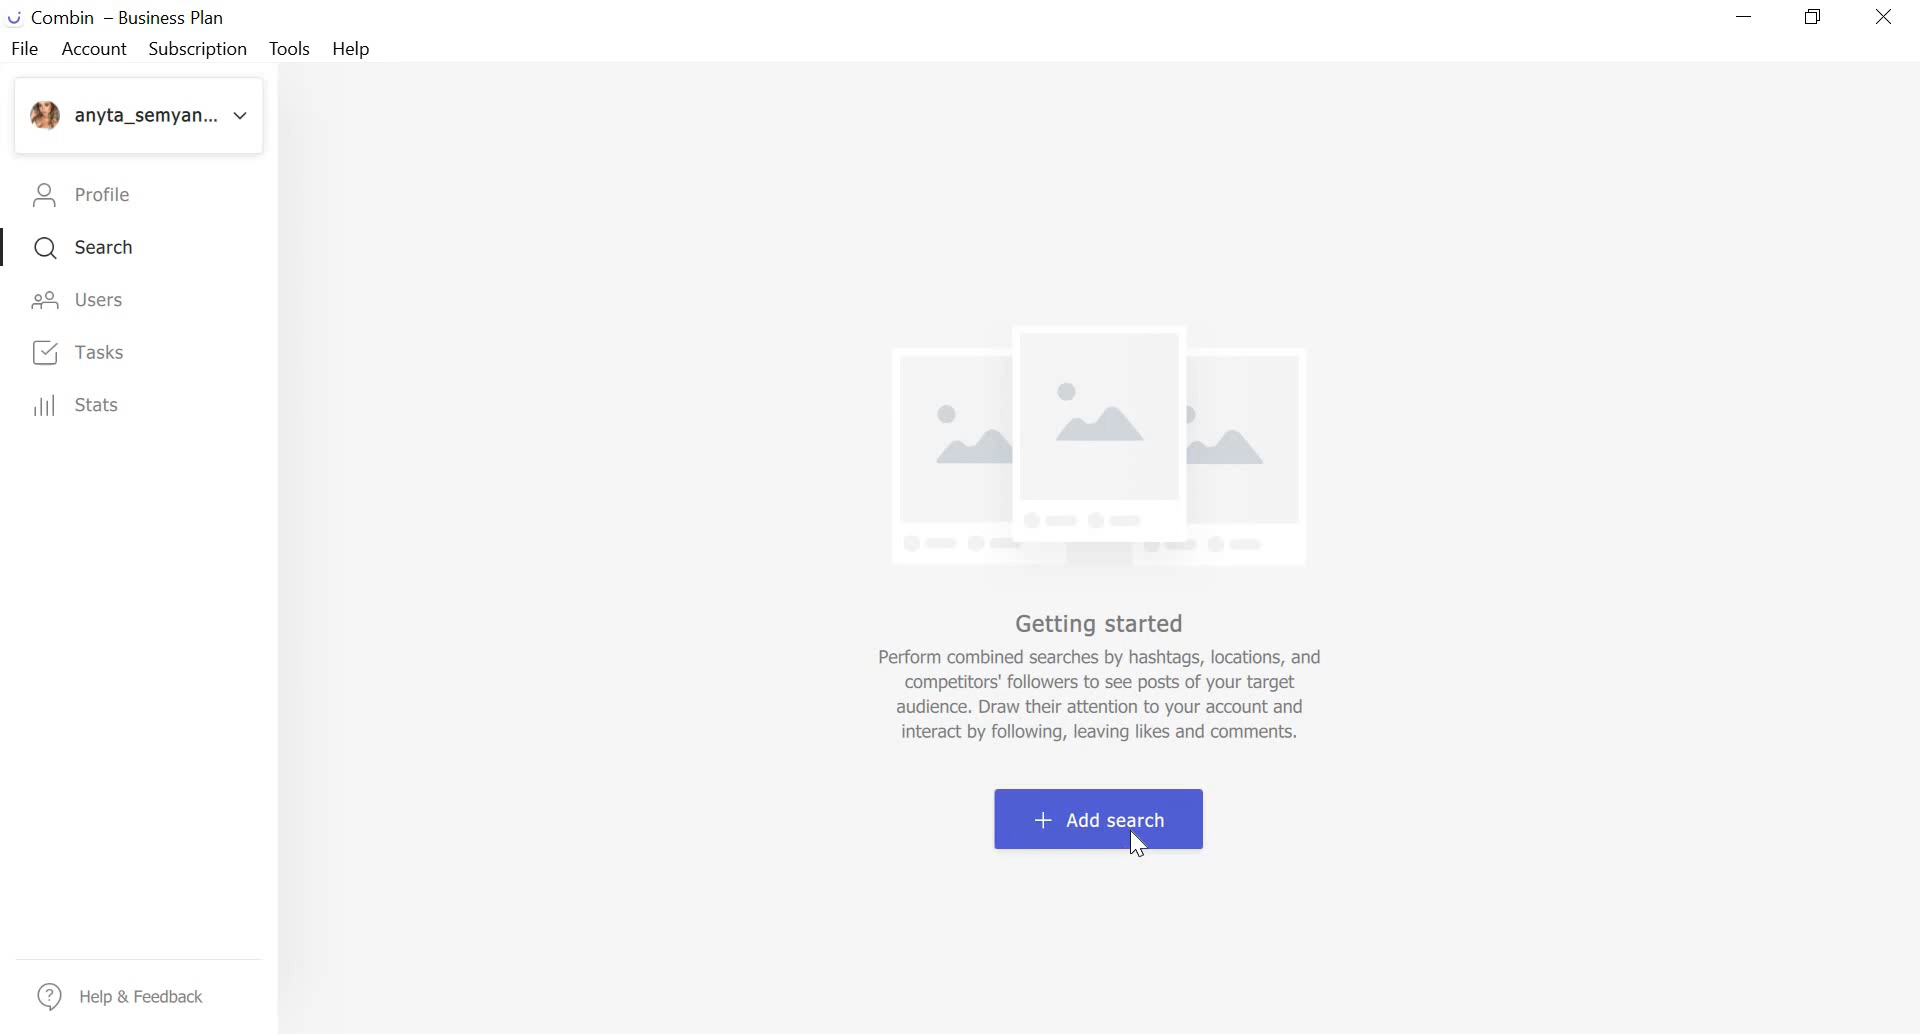 Combin – Business Plan
File Account Subscription Tools Help
anyta_semyan...
Profile
Search
Users
Tasks
Stats
Getting started
Perform combined searches by hashtags, locations, and
competitors' followers to see posts of your target
audience. Draw their attention to your account and
interact by following, leaving likes and comments.
+ Add search
Help & Feedback